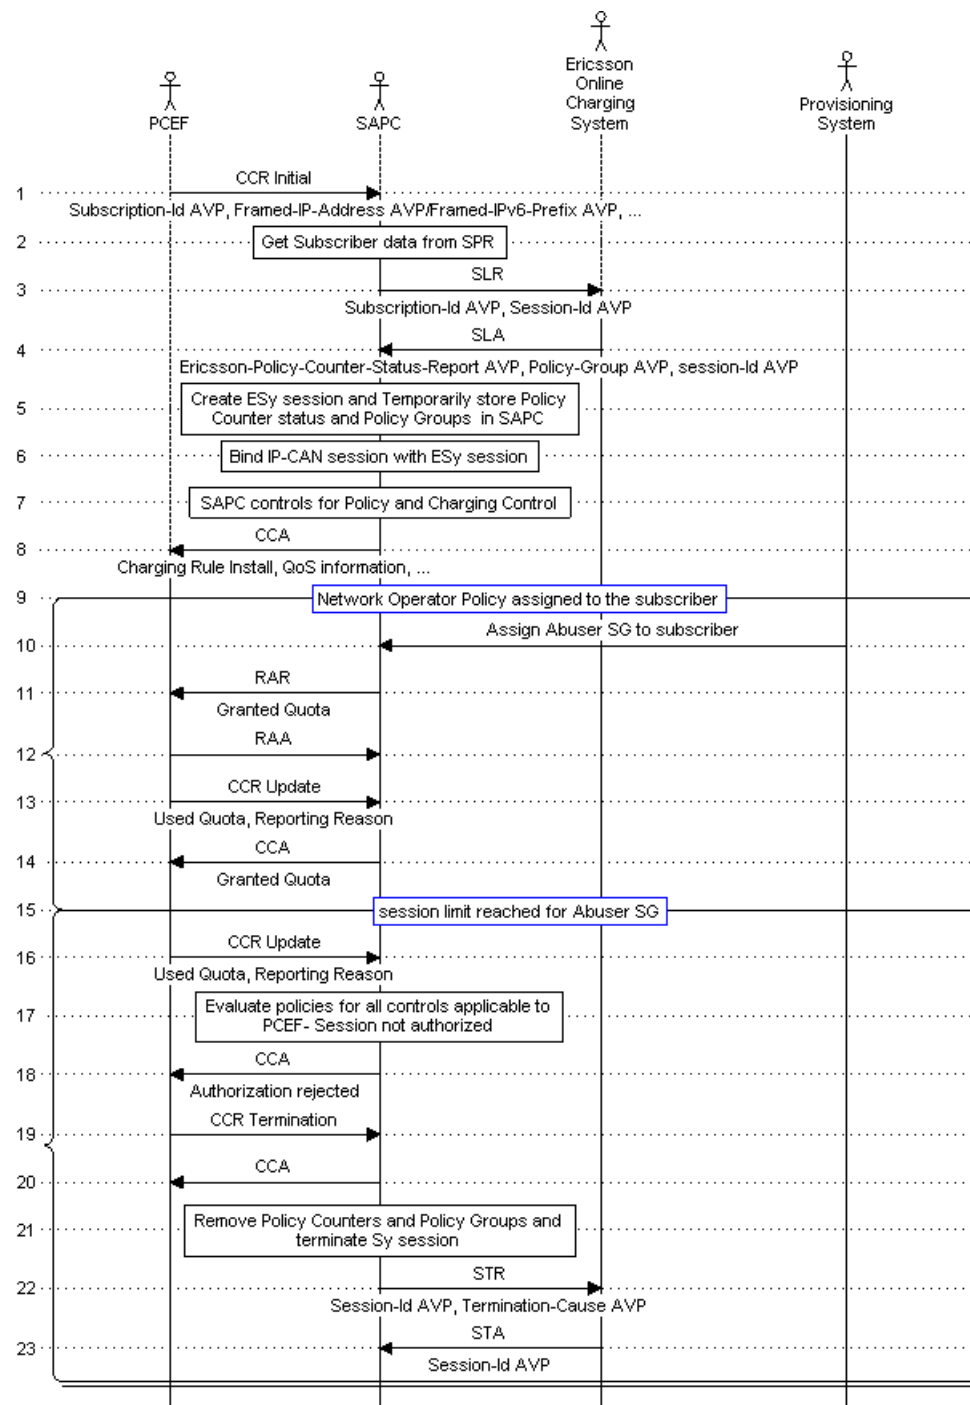 Ericsson
Online
Charging
System
Provisioning
System
PCEF
SAPC
CCR Initial
1
Subscription-Id AVP, Framed-IP-Address AVP/Framed-IPv6-Prefix AVP, ...
2
Get Subscriber data from SPR
SLR
3
Subscription-Id AVP, Session-Id AVP
SLA
4
Ericsson-Policy-Counter-Status-Report AVP, Policy-Group AVP, session-Id AVP
5
Create ESy session and Temporarily store Policy
Counter status and Policy Groups in SAPC
6
Bind IP-CAN session with ESy session
7
SAPC controls for Policy and Charging Control
CCA
8
Charging Rule Install, QoS information, ...
9
Network Operator Policy assigned to the subscriber
Assign Abuser SG to subscriber
10
RAR
11
Granted Quota
RAA
12
CCR Update
13
Used Quota, Reporting Reason
CCA
14
Granted Quota
15
session limit reached for Abuser SG
CCR Update
16
Used Quota, Reporting Reason
17
Evaluate policies for all controls applicable to
PCEF- Session not authorized
CCA
18
Authorization rejected
CCR Termination
19
CCA
20
21
Remove Policy Counters and Policy Groups and
terminate Sy session
STR
22
Session-Id AVP, Termination-Cause AVP
STA
23
Session-Id AVP